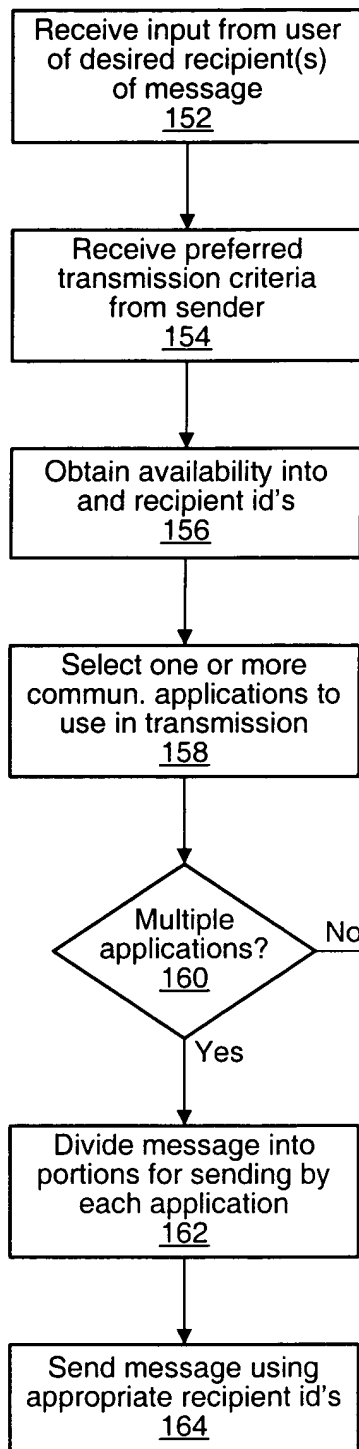 Receive input from user
of desired recipient(s)
of message
152
Receive preferred
transmission criteria
from sender
154
Obtain availability into
and recipient id's
156
Select one or more
commun. applications to
use in transmission
158
Multiple
applications?
160
No
Yes
Divide message into
portions for sending by
each application
162
Send message using
appropriate recipient id's
164